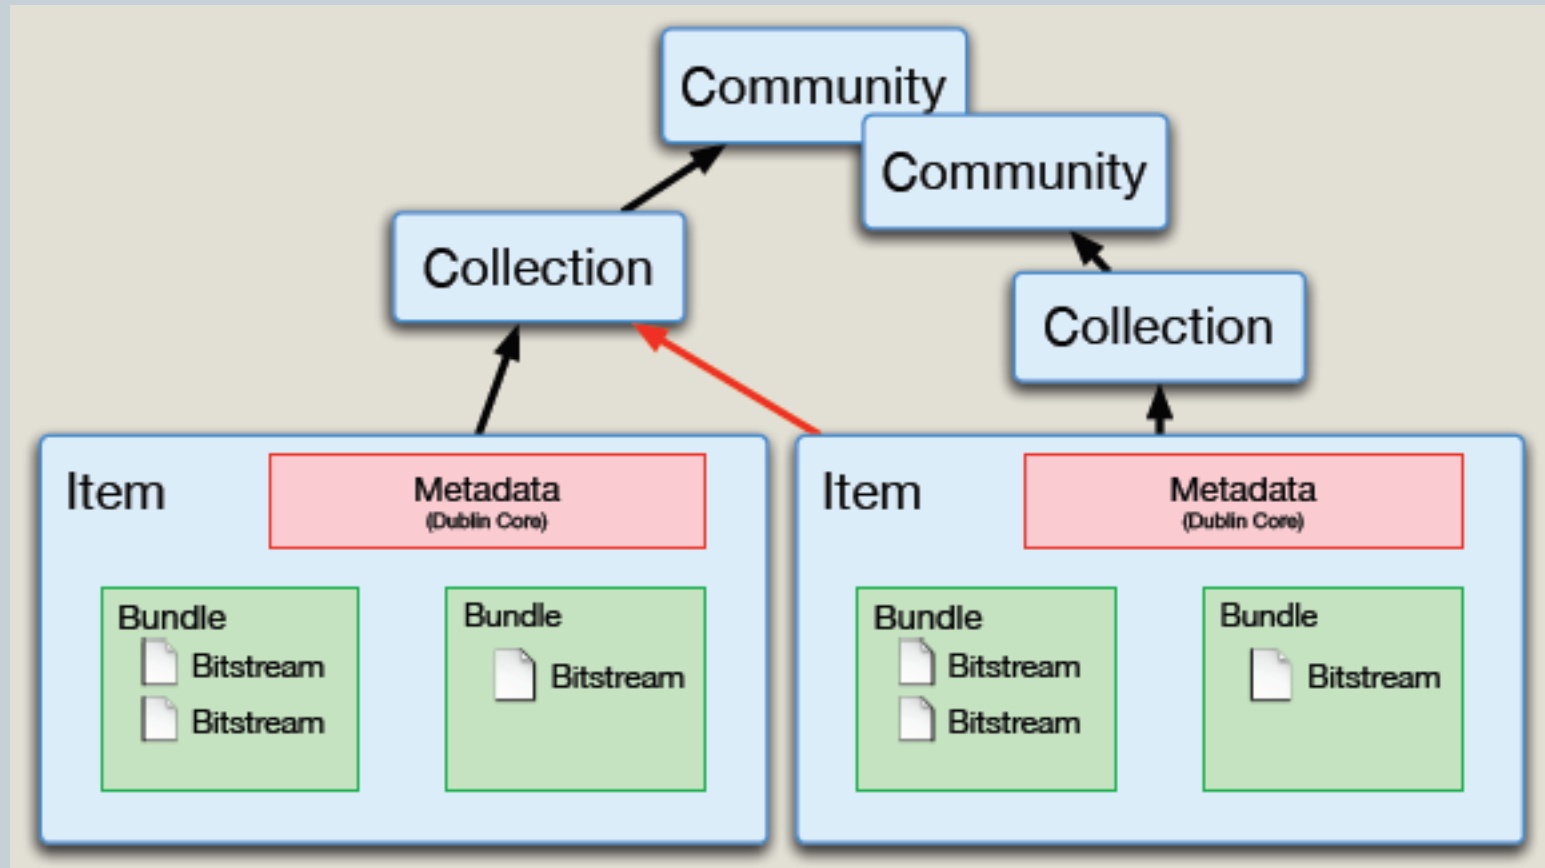 Community
Community
Collection
Collection
Item
Metadata
(Dublin Core)
Bundle
Bitstream
Bitstream
Bundle
Bitstream
Item
Metadata
(Dublin Core)
Bundle
Bitstream
Bitstream
Bundle
Bitstream